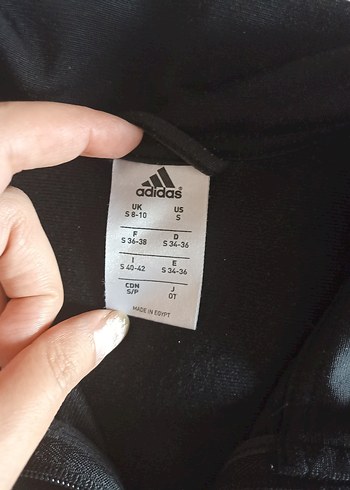 adidas®
UK US
S 8-10 S
F D
S 36-38 S 34-36
I E
S 40-42 S 34-36
CDN J
S/P OT
MADE IN EGYPT